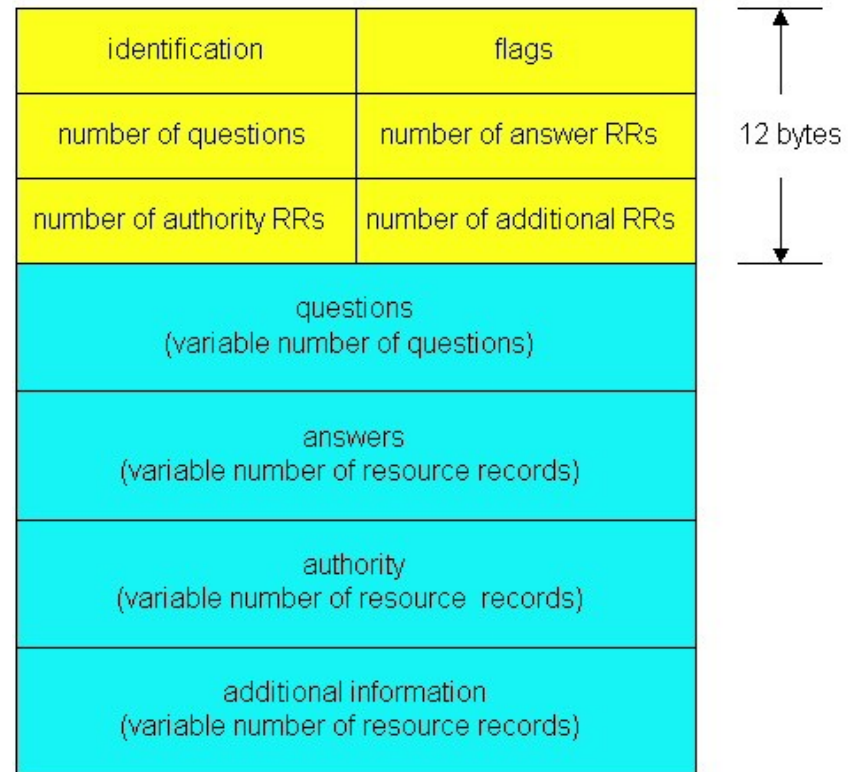 identification
flags
number of questions
number of answer RRs
12 bytes
number of authority RRs
number of additional RRs
questions
(variable number of questions)
answers
(variable number of resource records)
authority
(variable number of resource records)
additional information
(variable number of resource records)